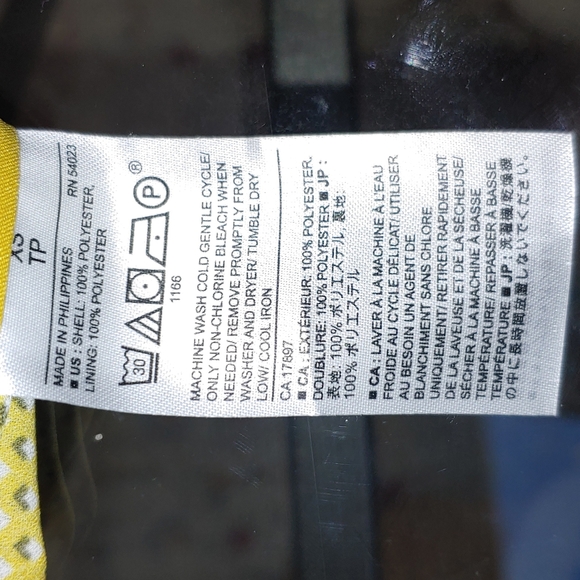 XS
TP
MADE IN PHILIPPINES RN 54023
■ US : SHELL: 100% POLYESTER,
LINING: 100% POLYESTER
30 P ®
1166
MACHINE WASH COLD GENTLE CYCLE/
ONLY NON-CHLORINE BLEACH WHEN
NEEDED/ REMOVE PROMPTLY FROM
WASHER AND DRYER/ TUMBLE DRY
LOW/ COOL IRON
CA 17897
■ CA : EXTÉRIEUR: 100% POLYESTER,
DOUBLURE: 100% POLYESTER ■ JP :
表地 100% ポリエステル, 裏地:
100% ポリエステル
■ CA : LAVER À LA MACHINE À L'EAU
FROIDE AU CYCLE DÉLICAT/ UTILISER
AU BESOIN UN AGENT DE
BLANCHIMENT SANS CHLORE
UNIQUEMENT/ RETIRER RAPIDEMENT
DE LA LAVEUSE ET DE LA SÉCHEUSE/
SÉCHER À LA MACHINE À BASSE
TEMPÉRATURE/ REPASSER À BASSE
TEMPÉRATURE ■ JP : 洗濯機乾燥機
の中に長時間放置しないでください。